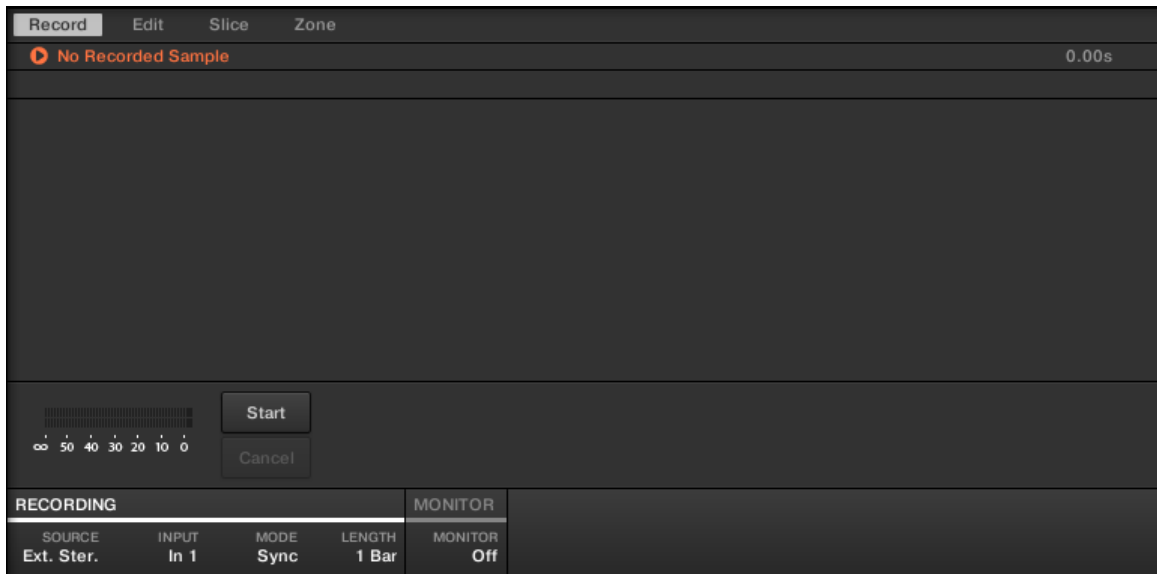 Record Edit Slice Zone
No Recorded Sample 0.00s
Start
∞ 50 40 30 20 10 0
Cancel
RECORDING MONITOR
SOURCE INPUT MODE LENGTH MONITOR
Ext. Ster. In 1 Sync 1 Bar Off